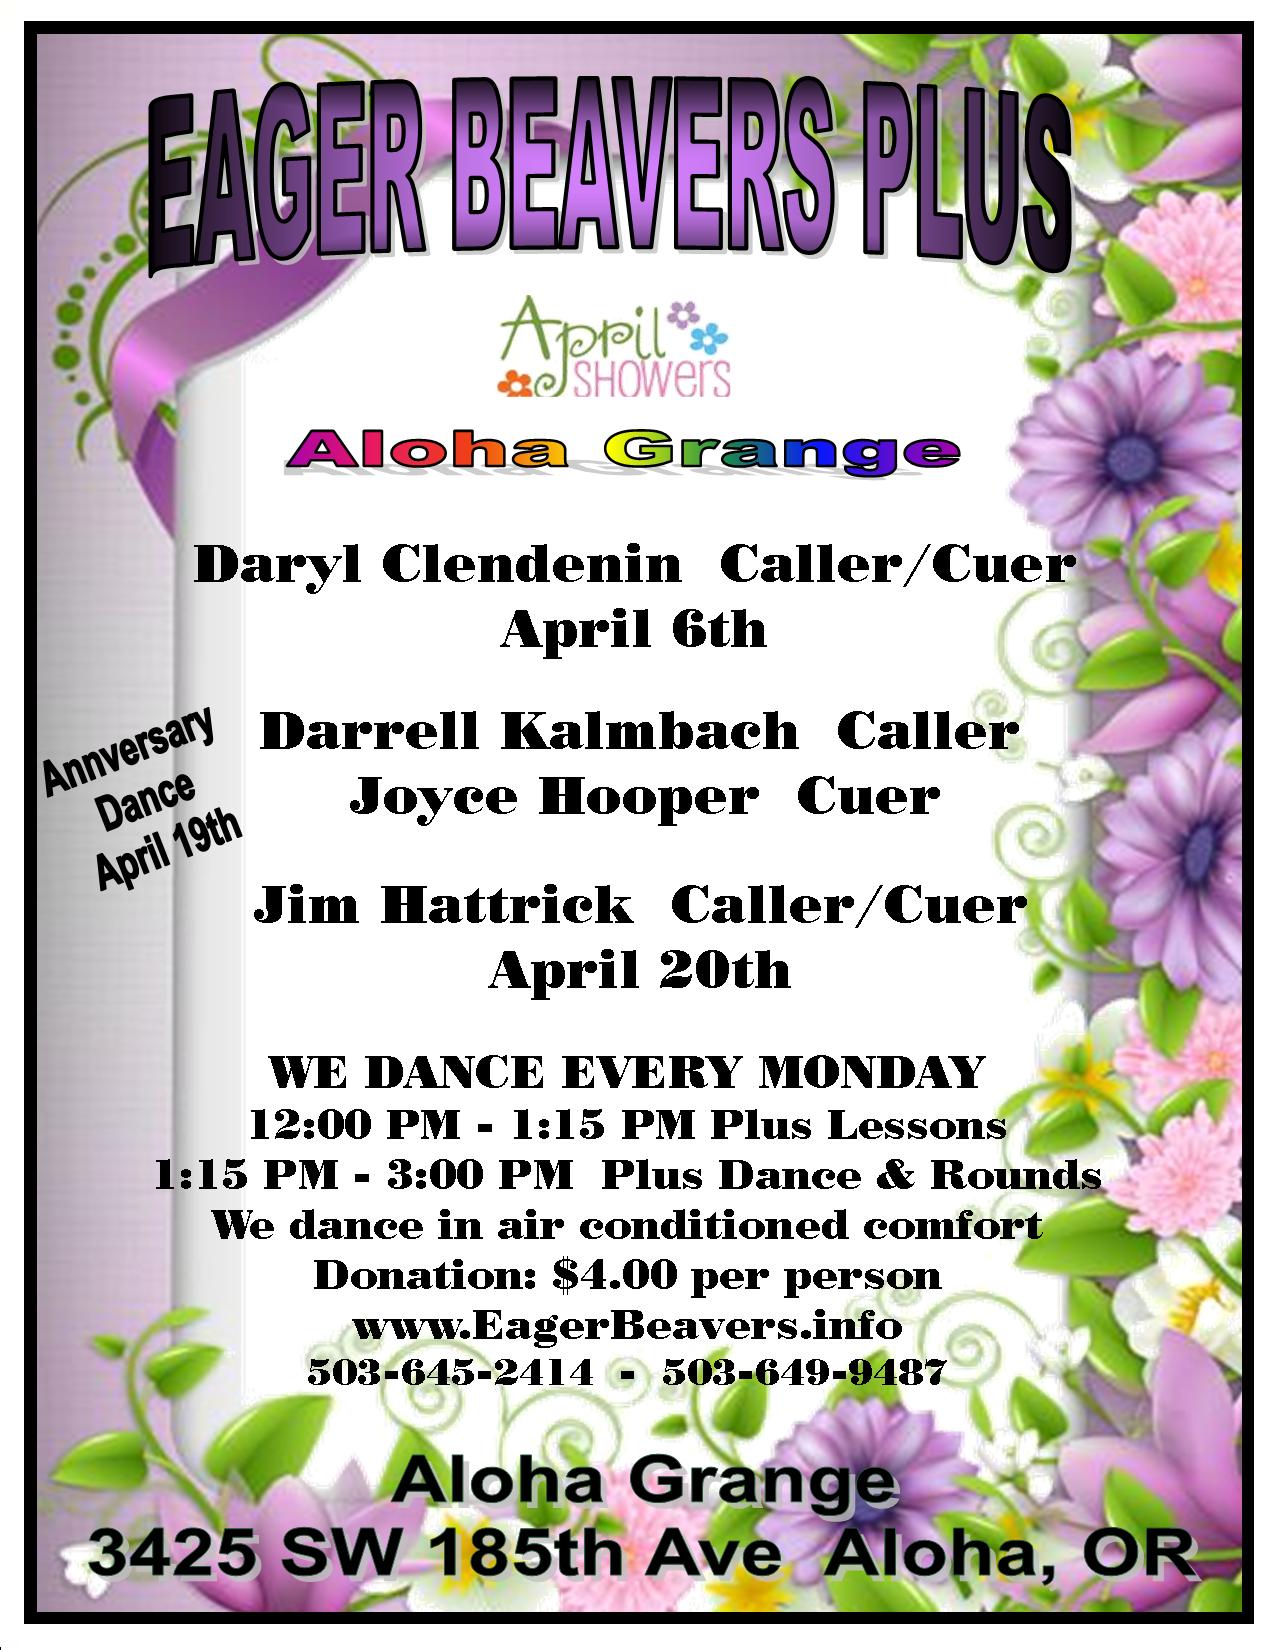 EAGER BEAVERS PLUS
April
SHOWERS
Aloha Grange
Daryl Clendenin  Caller/Cuer
April 6th
Annversary
Dance
April 19th
Darrell Kalmbach  Caller
Joyce Hooper  Cuer
Jim Hattrick  Caller/Cuer
April 20th
WE DANCE EVERY MONDAY
12:00 PM - 1:15 PM Plus Lessons
1:15 PM - 3:00 PM  Plus Dance & Rounds
We dance in air conditioned comfort
Donation: $4.00 per person
www.EagerBeavers.info
503-645-2414  -  503-649-9487
Aloha Grange
3425 SW 185th Ave  Aloha, OR